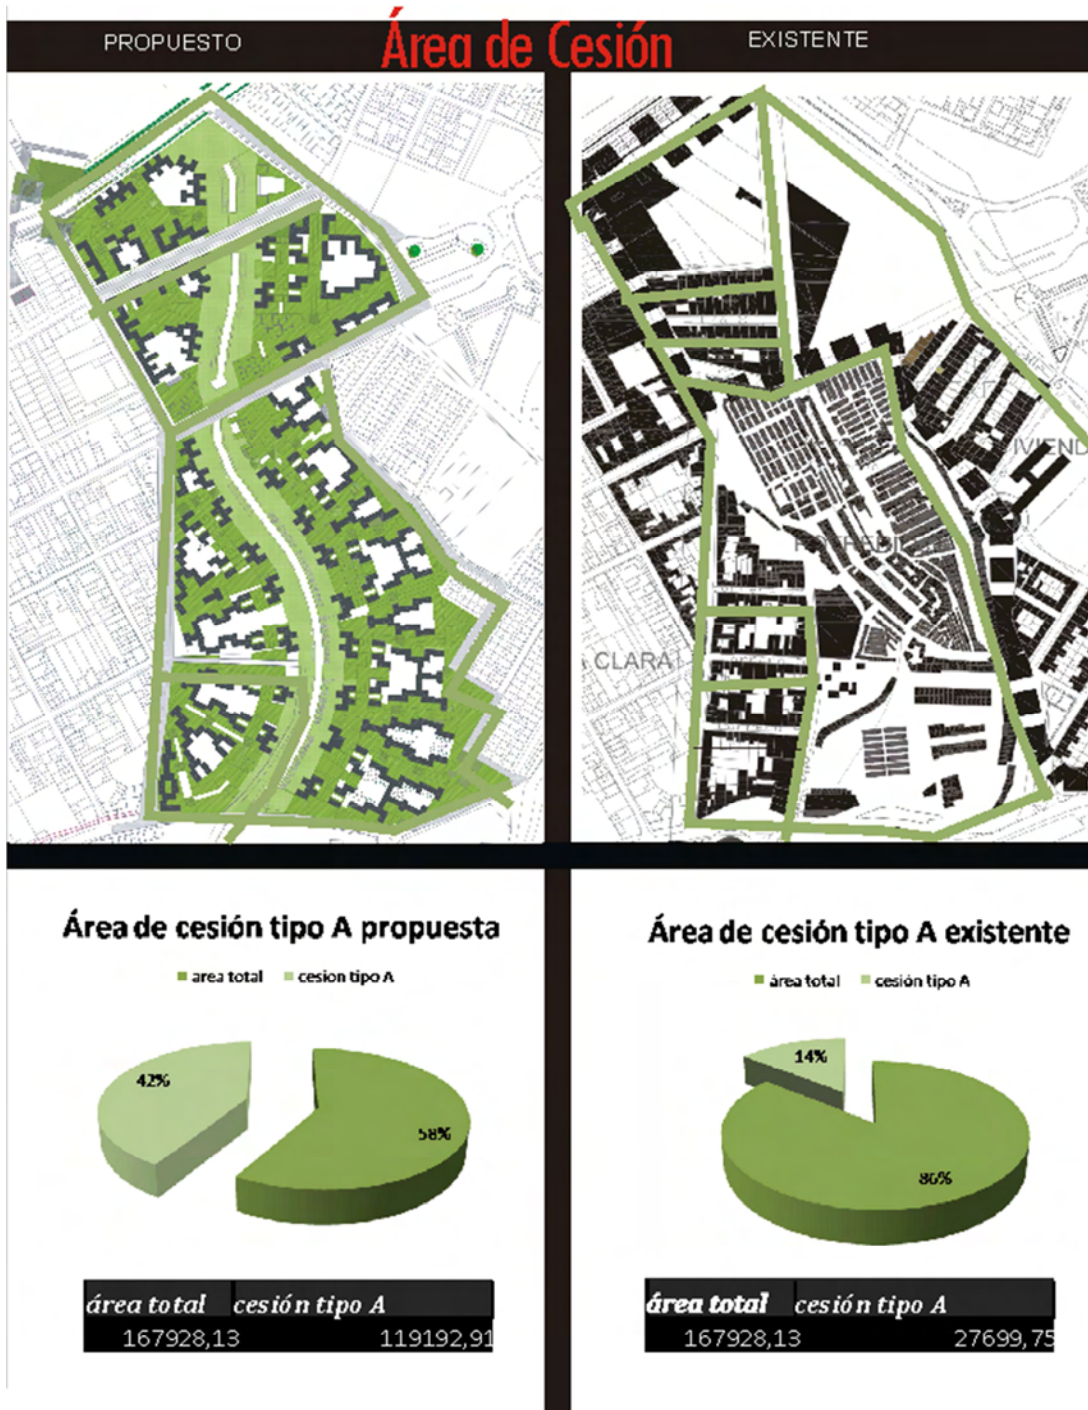 Área de Cesión
PROPUESTO
EXISTENTE
CLARA
Área de cesión tipo A propuesta
area total cesion tipo A
42%
58%
área total cesión tipo A
167928,13 119192,91
Área de cesión tipo A existente
área total cesión tipo A
14%
86%
área total cesión tipo A
167928,13 27699,75